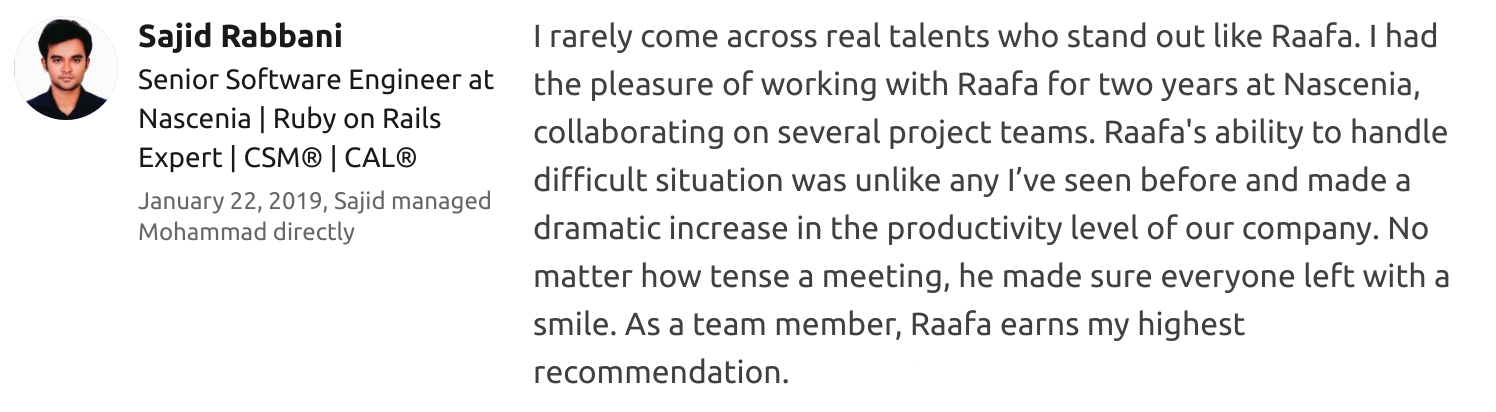 Sajid Rabbani
Senior Software Engineer at
Nascenia | Ruby on Rails
Expert | CSM® | CAL®
January 22, 2019, Sajid managed
Mohammad directly
I rarely come across real talents who stand out like Raafa. I had
the pleasure of working with Raafa for two years at Nascenia,
collaborating on several project teams. Raafa's ability to handle
difficult situation was unlike any I’ve seen before and made a
dramatic increase in the productivity level of our company. No
matter how tense a meeting, he made sure everyone left with a
smile. As a team member, Raafa earns my highest
recommendation.